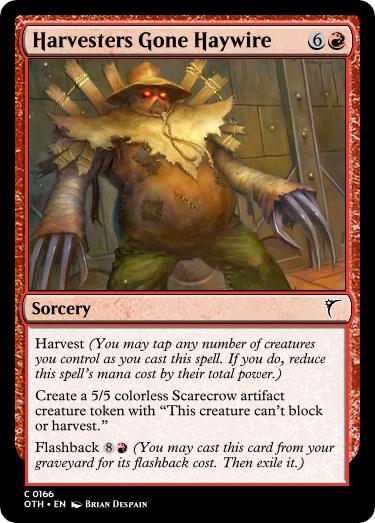 Harvesters Gone Haywire 6
Sorcery
Harvest (You may tap any number of creatures
you control as you cast this spell. If you do, reduce
this spell's mana cost by their total power.)
Create a 5/5 colorless Scarecrow artifact
creature token with “This creature can't block
or harvest.”
Flashback 8 (You may cast this card from your
graveyard for its flashback cost. Then exile it.)
C 0166
OTH • EN Brian Despain